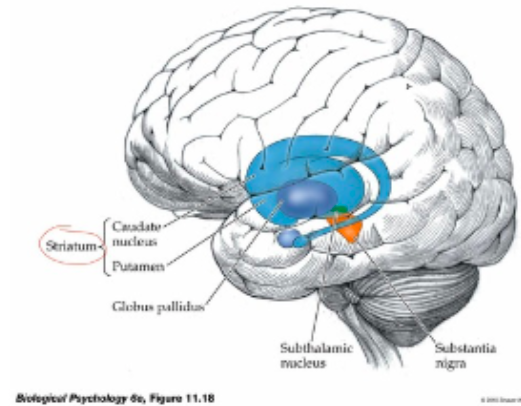 Caudate
nucleus
Striatum
Putamen
Globus pallidus
Subthalamic
nucleus
Substantia
nigra
Biological Psychology 6e, Figure 11.18